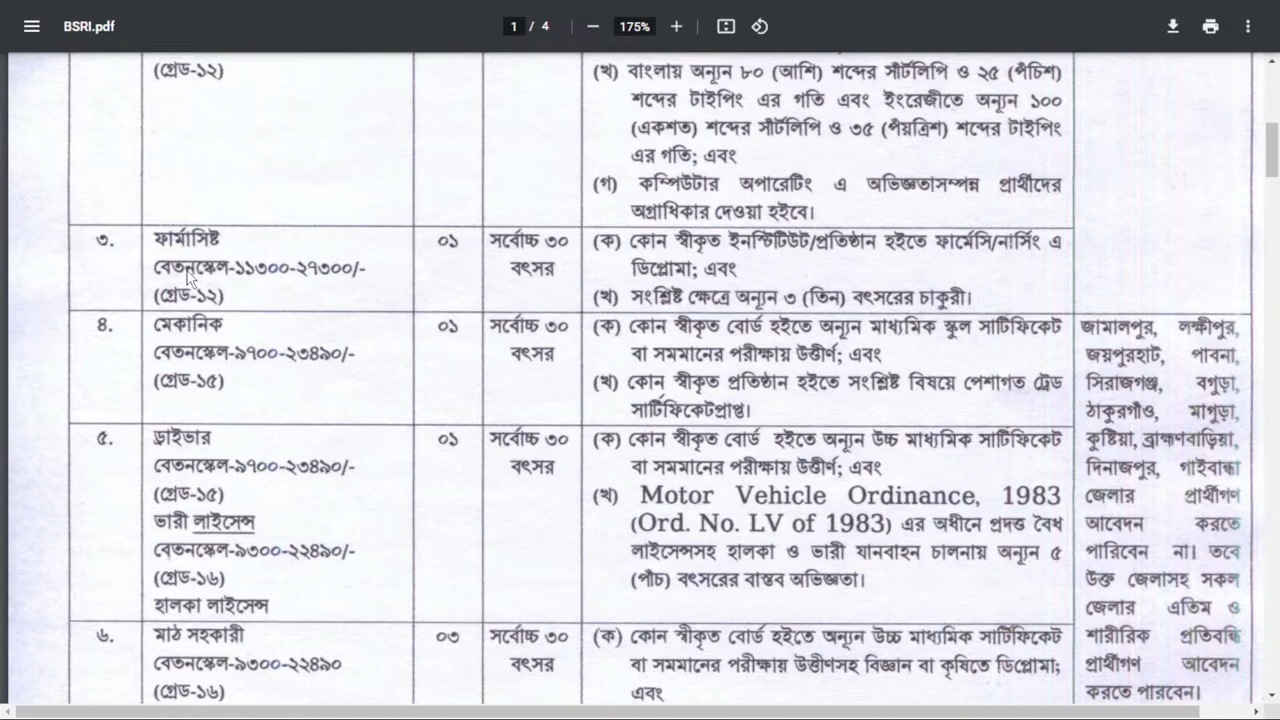 BSRI.pdf
1 / 4
175%
(গ্রেড-১২)
(খ) বাংলায় অন্যূন ৮০ (আশি) শব্দের সাঁটলিপি ও ২৫ (পঁচিশ)
শব্দের টাইপিং এর গতি এবং ইংরেজীতে অন্যূন ১০০
(একশত) শব্দের সাঁটলিপি ও ৩৫ (পঁয়ত্রিশ) শব্দের টাইপিং
এর গতি; এবং
(গ) কম্পিউটার অপারেটিং এ অভিজ্ঞতাসম্পন্ন প্রার্থীদের
অগ্রাধিকার দেওয়া হইবে।
৩.
ফার্মাসিষ্ট
বেতনস্কেল-১১৩০০-২৭৩০০/-
(গ্রেড-১২)
০১
সর্বোচ্চ ৩০
বৎসর
(ক) কোন স্বীকৃত ইনস্টিটিউট/প্রতিষ্ঠান হইতে ফার্মেসি/নার্সিং এ
ডিপ্লোমা; এবং
(খ) সংশ্লিষ্ট ক্ষেত্রে অন্যূন ৩ (তিন) বৎসরের চাকুরী।
৪.
মেকানিক
বেতনস্কেল-৯৭০০-২৩৪৯০/-
(গ্রেড-১৫)
০১
সর্বোচ্চ ৩০
বৎসর
(ক) কোন স্বীকৃত বোর্ড হইতে অন্যূন মাধ্যমিক স্কুল সার্টিফিকেট
বা সমমানের পরীক্ষায় উত্তীর্ণ; এবং
(খ) কোন স্বীকৃত প্রতিষ্ঠান হইতে সংশ্লিষ্ট বিষয়ে পেশাগত ট্রেড
সার্টিফিকেটপ্রাপ্ত।
৫.
ড্রাইভার
বেতনস্কেল-৯৭০০-২৩৪৯০/-
(গ্রেড-১৫)
ভারী লাইসেন্স
বেতনস্কেল-৯৩০০-২২৪৯০/-
(গ্রেড-১৬)
হালকা লাইসেন্স
০১
সর্বোচ্চ ৩০
বৎসর
(ক) কোন স্বীকৃত বোর্ড হইতে অন্যূন উচ্চ মাধ্যমিক সার্টিফিকেট
বা সমমানের পরীক্ষায় উত্তীর্ণ; এবং
(খ) Motor Vehicle Ordinance, 1983
(Ord. No. LV of 1983) এর অধীনে প্রদত্ত বৈধ
লাইসেন্সসহ হালকা ও ভারী যানবাহন চালনায় অন্যূন ৫
(পাঁচ) বৎসরের বাস্তব অভিজ্ঞতা।
৬.
মাঠ সহকারী
বেতনস্কেল-৯৩০০-২২৪৯০
(গ্রেড-১৬)
০৩
সর্বোচ্চ ৩০
বৎসর
(ক) কোন স্বীকৃত বোর্ড হইতে অন্যূন উচ্চ মাধ্যমিক সার্টিফিকেট
বা সমমানের পরীক্ষায় উত্তীণসহ বিজ্ঞান বা কৃষিতে ডিপ্লোমা;
এবং
জামালপুর, লক্ষীপুর,
জয়পুরহাট, পাবনা,
সিরাজগঞ্জ, বগুড়া,
ঠাকুরগাঁও, মাগুড়া,
কুষ্টিয়া, ব্রাহ্মণবাড়িয়া,
দিনাজপুর, গাইবান্ধা
জেলার প্রার্থীগণ
আবেদন করতে
পারিবেন না। তবে
উক্ত জেলাসহ সকল
জেলার এতিম ও
শারীরিক প্রতিবন্ধি
প্রার্থীগণ আবেদন
করতে পারবেন।